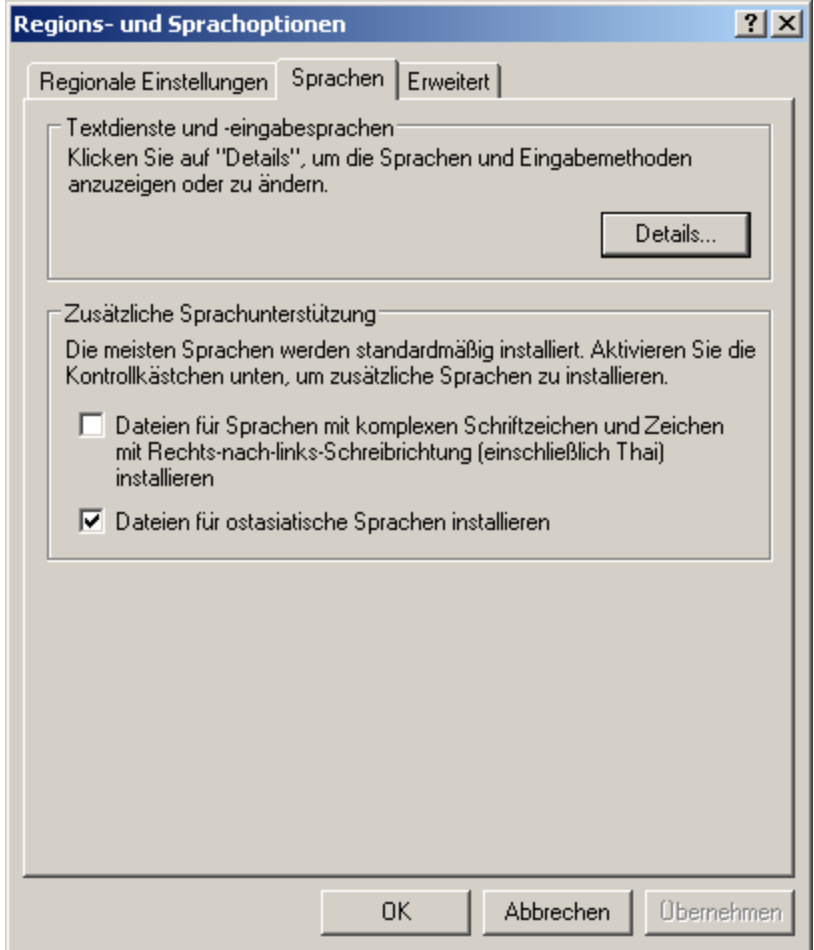 Regions- und Sprachoptionen
Regionale Einstellungen Sprachen Erweitert
Textdienste und -eingabesprachen
Klicken Sie auf "Details", um die Sprachen und Eingabemethoden
anzuzeigen oder zu ändern.
Details...
Zusätzliche Sprachunterstützung
Die meisten Sprachen werden standardmäßig installiert. Aktivieren Sie die
Kontrollkästchen unten, um zusätzliche Sprachen zu installieren.
Dateien für Sprachen mit komplexen Schriftzeichen und Zeichen
mit Rechts-nach-links-Schreibrichtung (einschließlich Thai)
installieren
Dateien für ostasiatische Sprachen installieren
OK Abbrechen Übernehmen